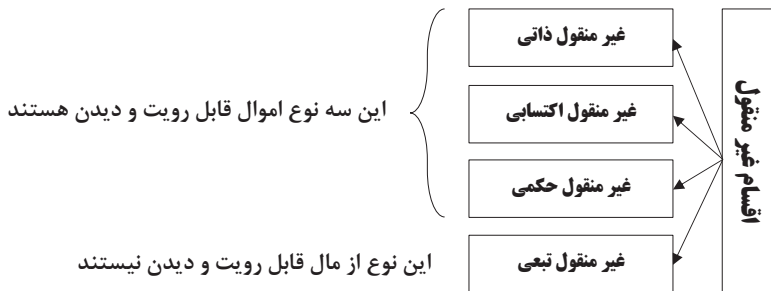 اقسام غیر منقول
غیر منقول ذاتی
غیر منقول اکتسابی
غیر منقول حکمی
این سه نوع اموال قابل رویت و دیدن هستند
غیر منقول تبعی
این نوع از مال قابل رویت و دیدن نیستند